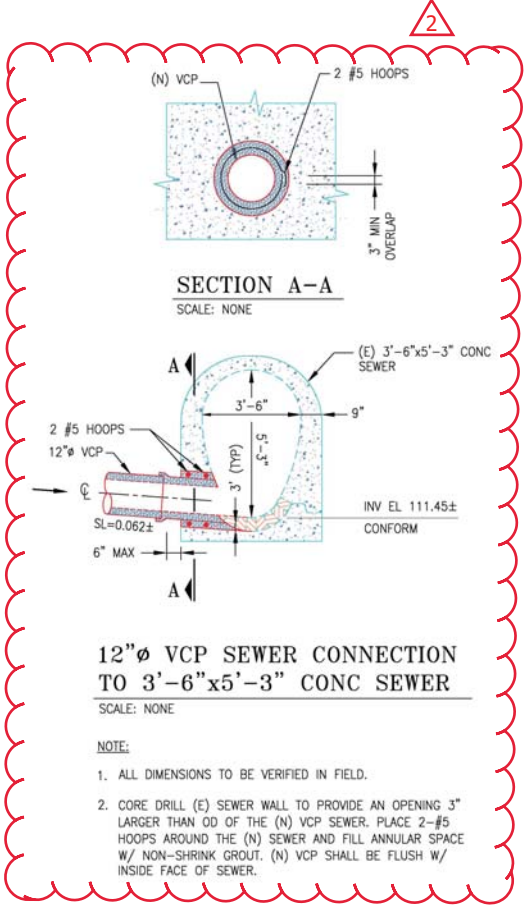 2
(N) VCP
2 #5 HOOPS
3" MIN
OVERLAP
SECTION A-A
SCALE: NONE
A
(E) 3'-6"x5'-3" CONC
SEWER
3'-6"
9"
2 #5 HOOPS
12"ø VCP
5'-3"
3' (TYP)
℄
SL=0.062±
INV EL 111.45±
CONFORM
6" MAX
A
12"ø VCP SEWER CONNECTION
TO 3'-6"x5'-3" CONC SEWER
SCALE: NONE
NOTE:
1. ALL DIMENSIONS TO BE VERIFIED IN FIELD.
2. CORE DRILL (E) SEWER WALL TO PROVIDE AN OPENING 3"
LARGER THAN OD OF THE (N) VCP SEWER. PLACE 2-#5
HOOPS AROUND THE (N) SEWER AND FILL ANNULAR SPACE
W/ NON-SHRINK GROUT. (N) VCP SHALL BE FLUSH W/
INSIDE FACE OF SEWER.